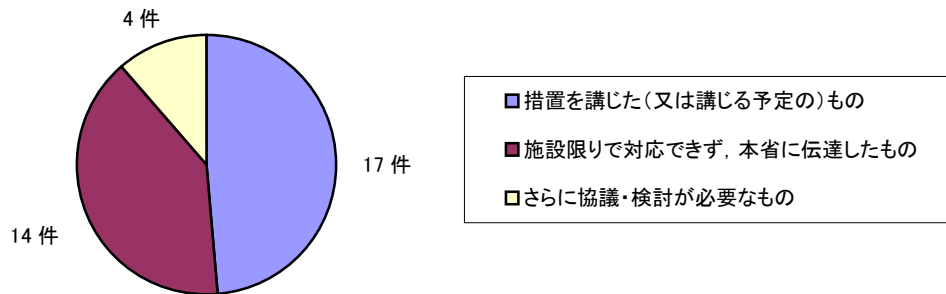 4 件
17 件
14 件
措置を講じた(又は講じる予定の)もの
施設限りで対応できず,本省に伝達したもの
さらに協議・検討が必要なもの